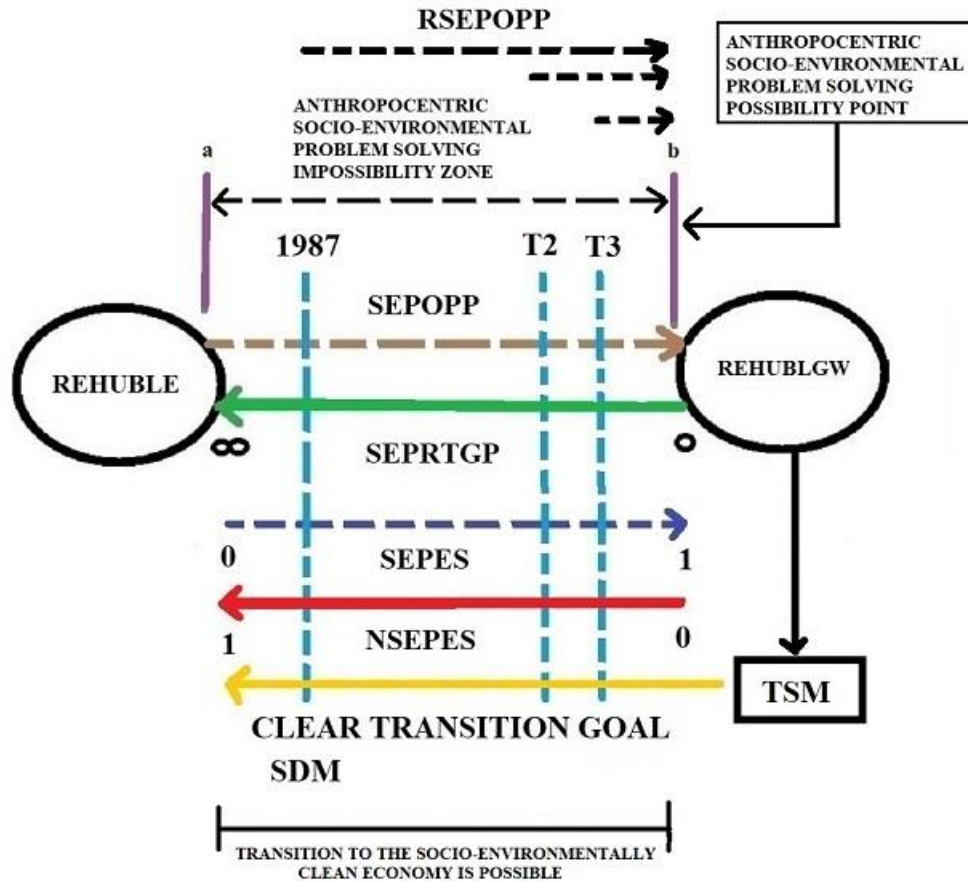 RSEPOPP
ANTHROPOCENTRIC
SOCIO-ENVIRONMENTAL
PROBLEM SOLVING
POSSIBILITY POINT
ANTHROPOCENTRIC
SOCIO-ENVIRONMENTAL
PROBLEM SOLVING
IMPOSSIBILITY ZONE
a
b
1987
T2
T3
SEPOPP
REHUBLE
REHUBLGW
∞
0
SEPRTGP
0
SEPES
1
1
NSEPES
0
TSM
CLEAR TRANSITION GOAL
SDM
TRANSITION TO THE SOCIO-ENVIRONMENTALLY
CLEAN ECONOMY IS POSSIBLE